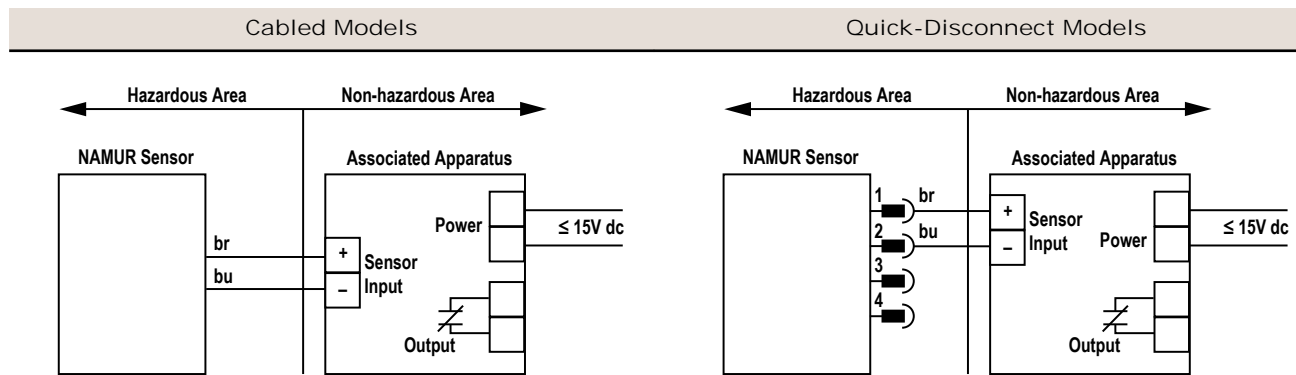 Cabled Models
Hazardous Area
Non-hazardous Area
NAMUR Sensor
Associated Apparatus
br
bu
+
–
Sensor
Input
Power
≤ 15V dc
Output
Quick-Disconnect Models
Hazardous Area
Non-hazardous Area
NAMUR Sensor
Associated Apparatus
1
br
2
bu
3
4
+
–
Sensor
Input
Power
≤ 15V dc
Output